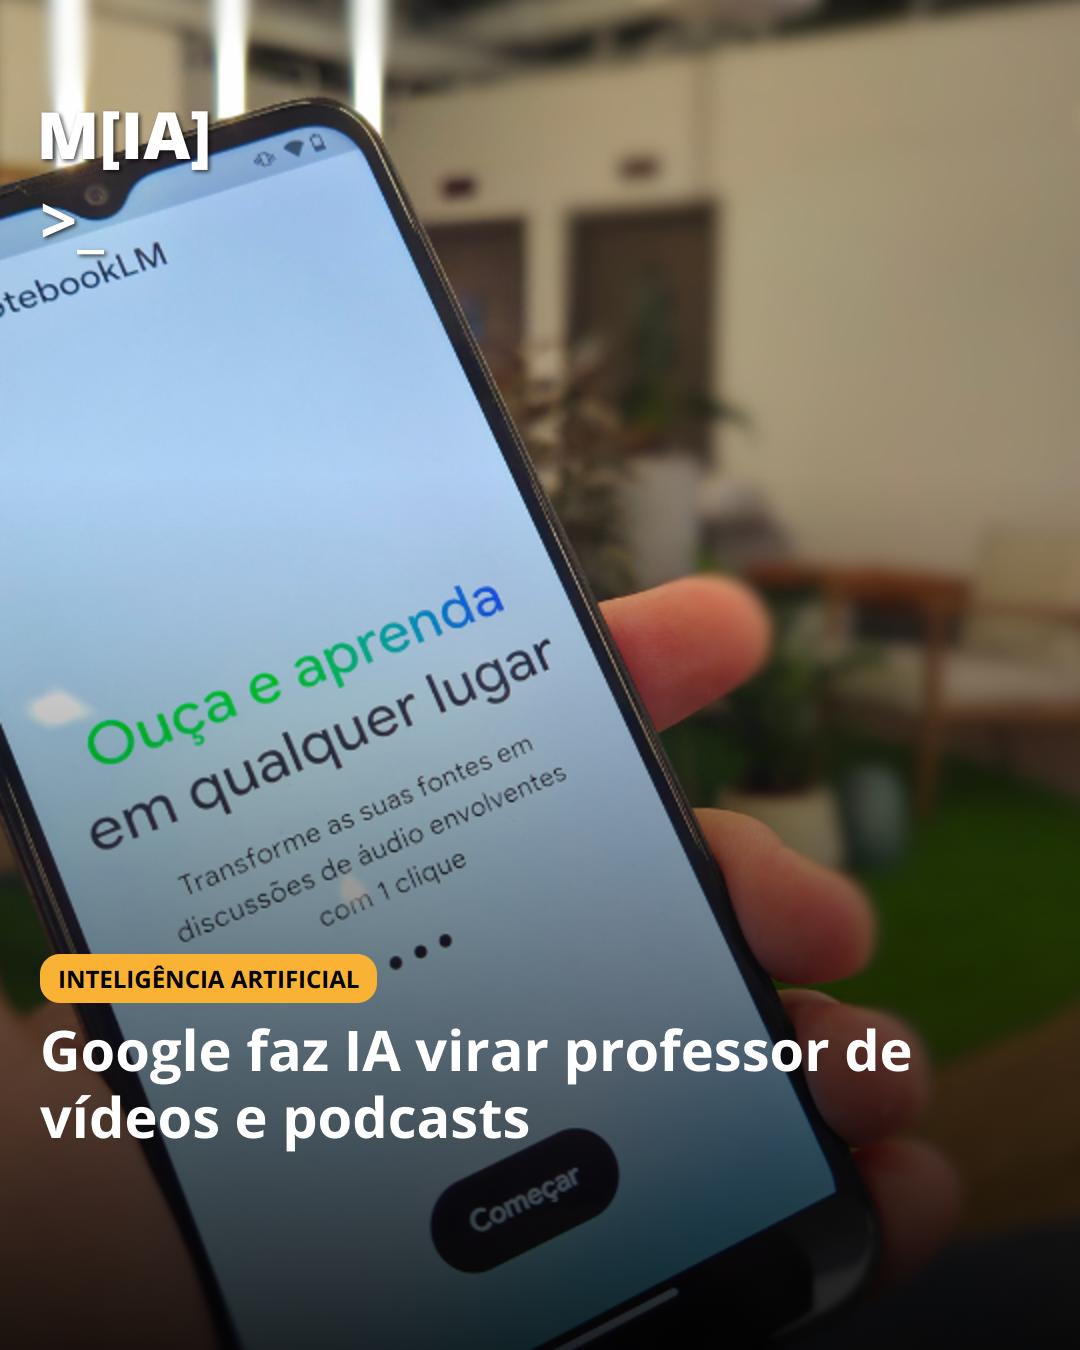 M[IA]
>_
otebookLM
Ouça e aprenda
em qualquer lugar
Transforme as suas fontes em
discussões de áudio envolventes
com 1 clique
INTELIGÊNCIA ARTIFICIAL
Google faz IA virar professor de
vídeos e podcasts
Começar